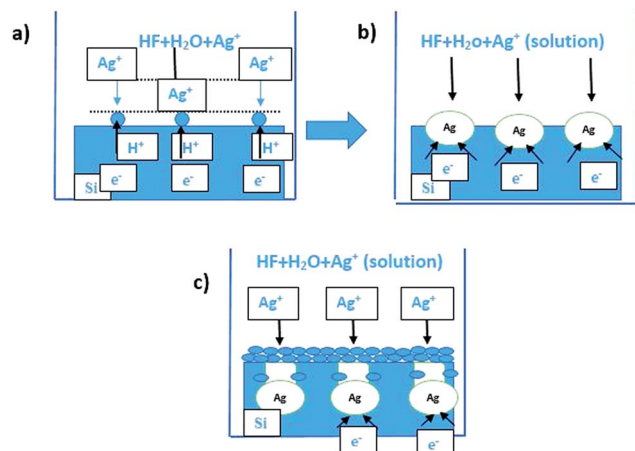 a)
HF+H₂O+Ag⁺
Ag⁺
Ag⁺
Ag⁺
H⁺
H⁺
H⁺
Si
e⁻
e⁻
e⁻
b)
HF+H₂o+Ag⁺ (solution)
Ag
Ag
Ag
Si
e⁻
e⁻
e⁻
c)
HF+H₂O+Ag⁺ (solution)
Ag⁺
Ag⁺
Ag⁺
Ag
Ag
Ag
Si
e⁻
e⁻